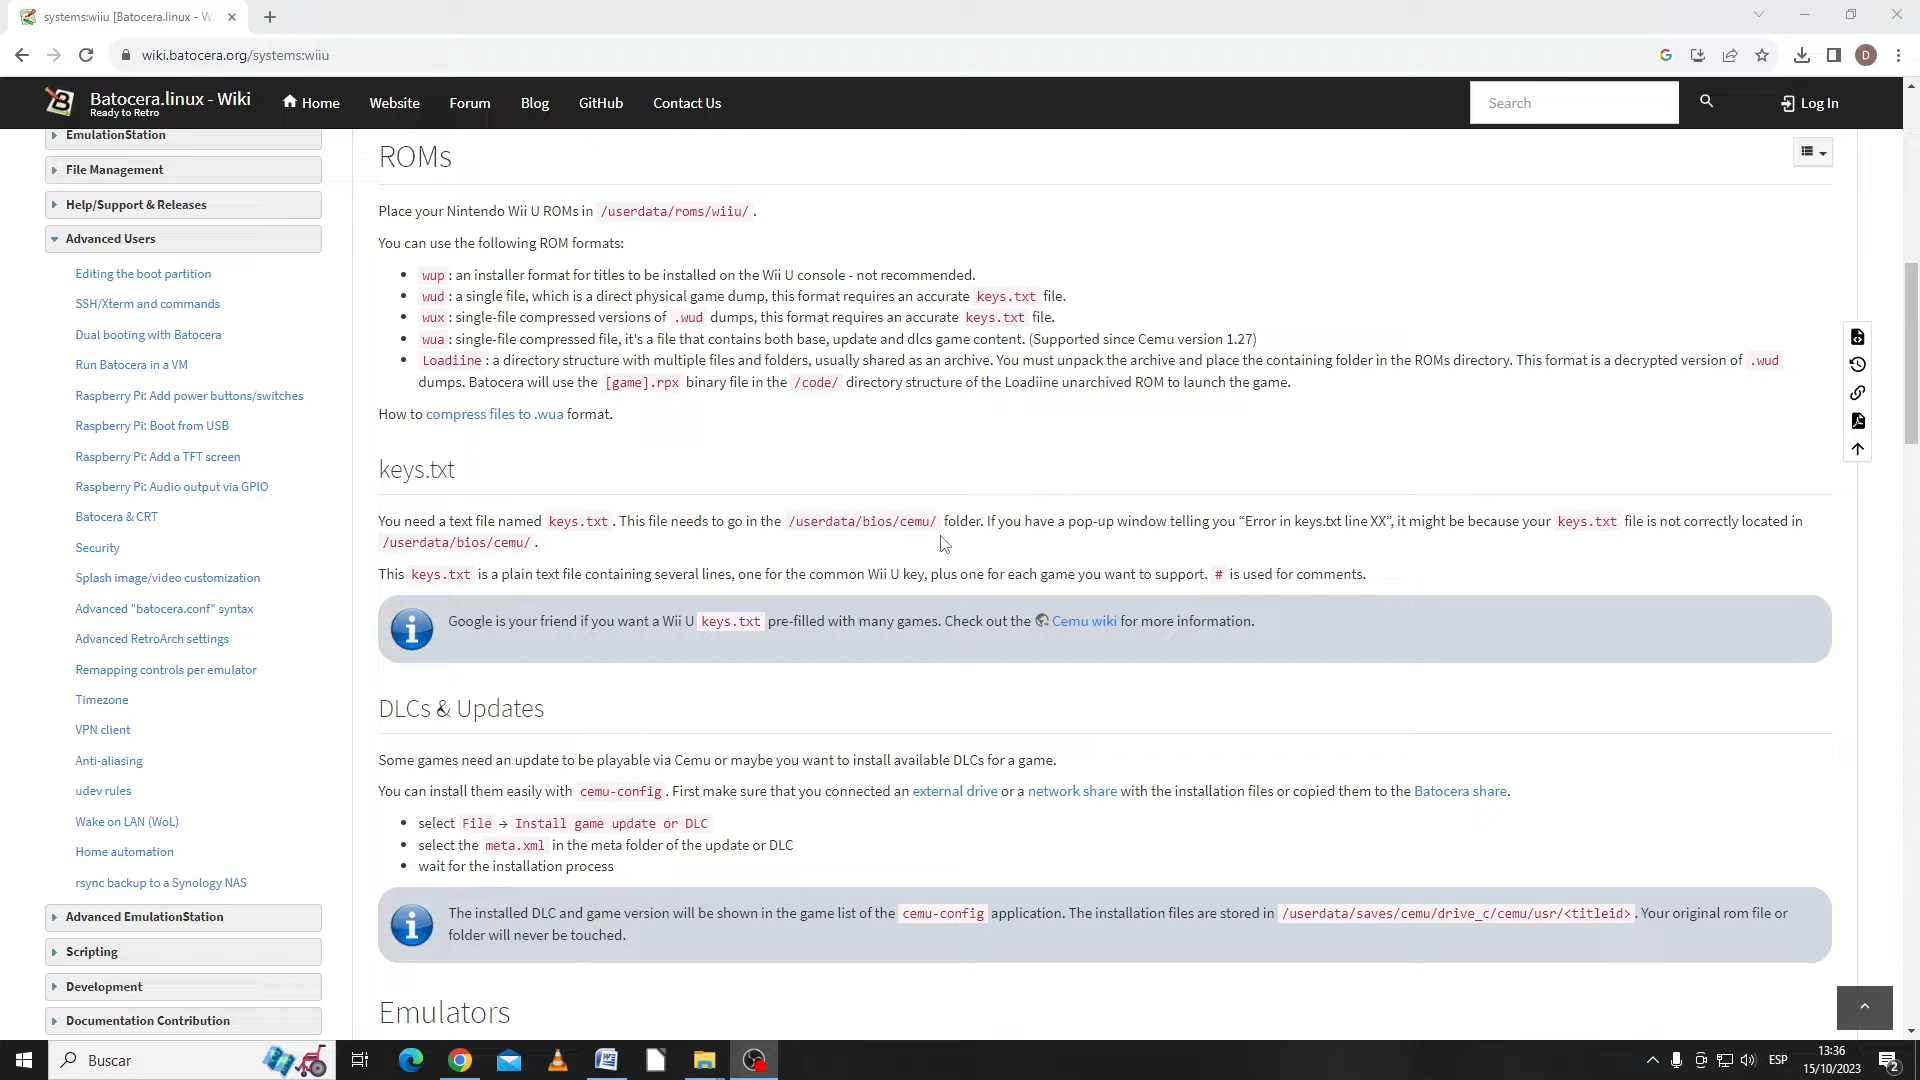 systems:wiiu [Batocera.linux - W
wiki.batocera.org/systems:wiiu
D
Batocera.linux - Wiki
Ready to Retro
Home
Website
Forum
Blog
GitHub
Contact Us
Search
Log In
EmulationStation
File Management
Help/Support & Releases
Advanced Users
Editing the boot partition
SSH/Xterm and commands
Dual booting with Batocera
Run Batocera in a VM
Raspberry Pi: Add power buttons/switches
Raspberry Pi: Boot from USB
Raspberry Pi: Add a TFT screen
Raspberry Pi: Audio output via GPIO
Batocera & CRT
Security
Splash image/video customization
Advanced "batocera.conf" syntax
Advanced RetroArch settings
Remapping controls per emulator
Timezone
VPN client
Anti-aliasing
udev rules
Wake on LAN (WoL)
Home automation
rsync backup to a Synology NAS
Advanced EmulationStation
Scripting
Development
Documentation Contribution
ROMs
Place your Nintendo Wii U ROMs in /userdata/roms/wiiu/ .
You can use the following ROM formats:
• wup : an installer format for titles to be installed on the Wii U console - not recommended.
• wud : a single file, which is a direct physical game dump, this format requires an accurate keys.txt file.
• wux : single-file compressed versions of .wud dumps, this format requires an accurate keys.txt file.
• wua : single-file compressed file, it's a file that contains both base, update and dlcs game content. (Supported since Cemu version 1.27)
• Loadiine : a directory structure with multiple files and folders, usually shared as an archive. You must unpack the archive and place the containing folder in the ROMs directory. This format is a decrypted version of .wud
dumps. Batocera will use the [game].rpx binary file in the /code/ directory structure of the Loadiine unarchived ROM to launch the game.
How to compress files to .wua format.
keys.txt
You need a text file named keys.txt . This file needs to go in the /userdata/bios/cemu/ folder. If you have a pop-up window telling you “Error in keys.txt line XX”, it might be because your keys.txt file is not correctly located in
/userdata/bios/cemu/ .
This keys.txt is a plain text file containing several lines, one for the common Wii U key, plus one for each game you want to support. # is used for comments.
Google is your friend if you want a Wii U keys.txt pre-filled with many games. Check out the Cemu wiki for more information.
DLCs & Updates
Some games need an update to be playable via Cemu or maybe you want to install available DLCs for a game.
You can install them easily with cemu-config . First make sure that you connected an external drive or a network share with the installation files or copied them to the Batocera share.
• select File → Install game update or DLC
• select the meta.xml in the meta folder of the update or DLC
• wait for the installation process
The installed DLC and game version will be shown in the game list of the cemu-config application. The installation files are stored in /userdata/saves/cemu/drive_c/cemu/usr/<titleid> . Your original rom file or
folder will never be touched.
Emulators
Buscar
ESP
13:36
15/10/2023
2